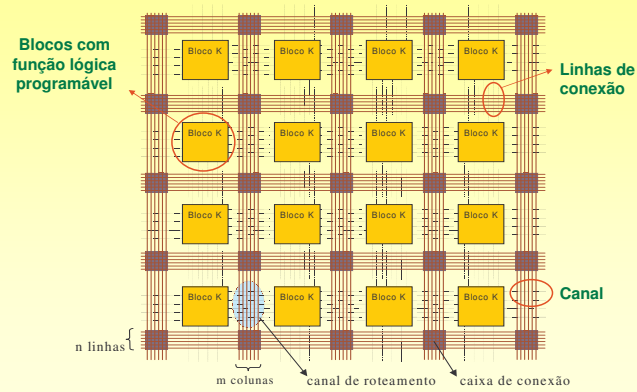 Blocos com
função lógica
programável
Bloco K
Bloco K
Bloco K
Bloco K
Linhas de
conexão
Bloco K
Bloco K
Bloco K
Bloco K
Bloco K
Bloco K
Bloco K
Bloco K
Bloco K
Bloco K
Bloco K
Bloco K
Canal
n linhas
m colunas
canal de roteamento
caixa de conexão